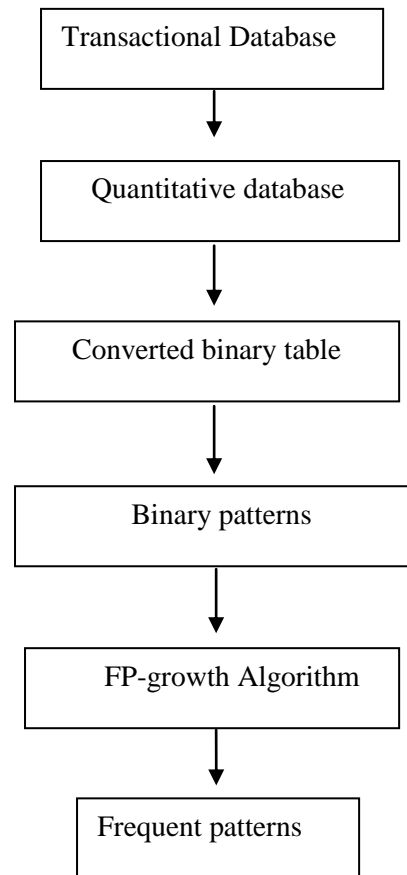 Transactional Database
Quantitative database
Converted binary table
Binary patterns
FP-growth Algorithm
Frequent patterns